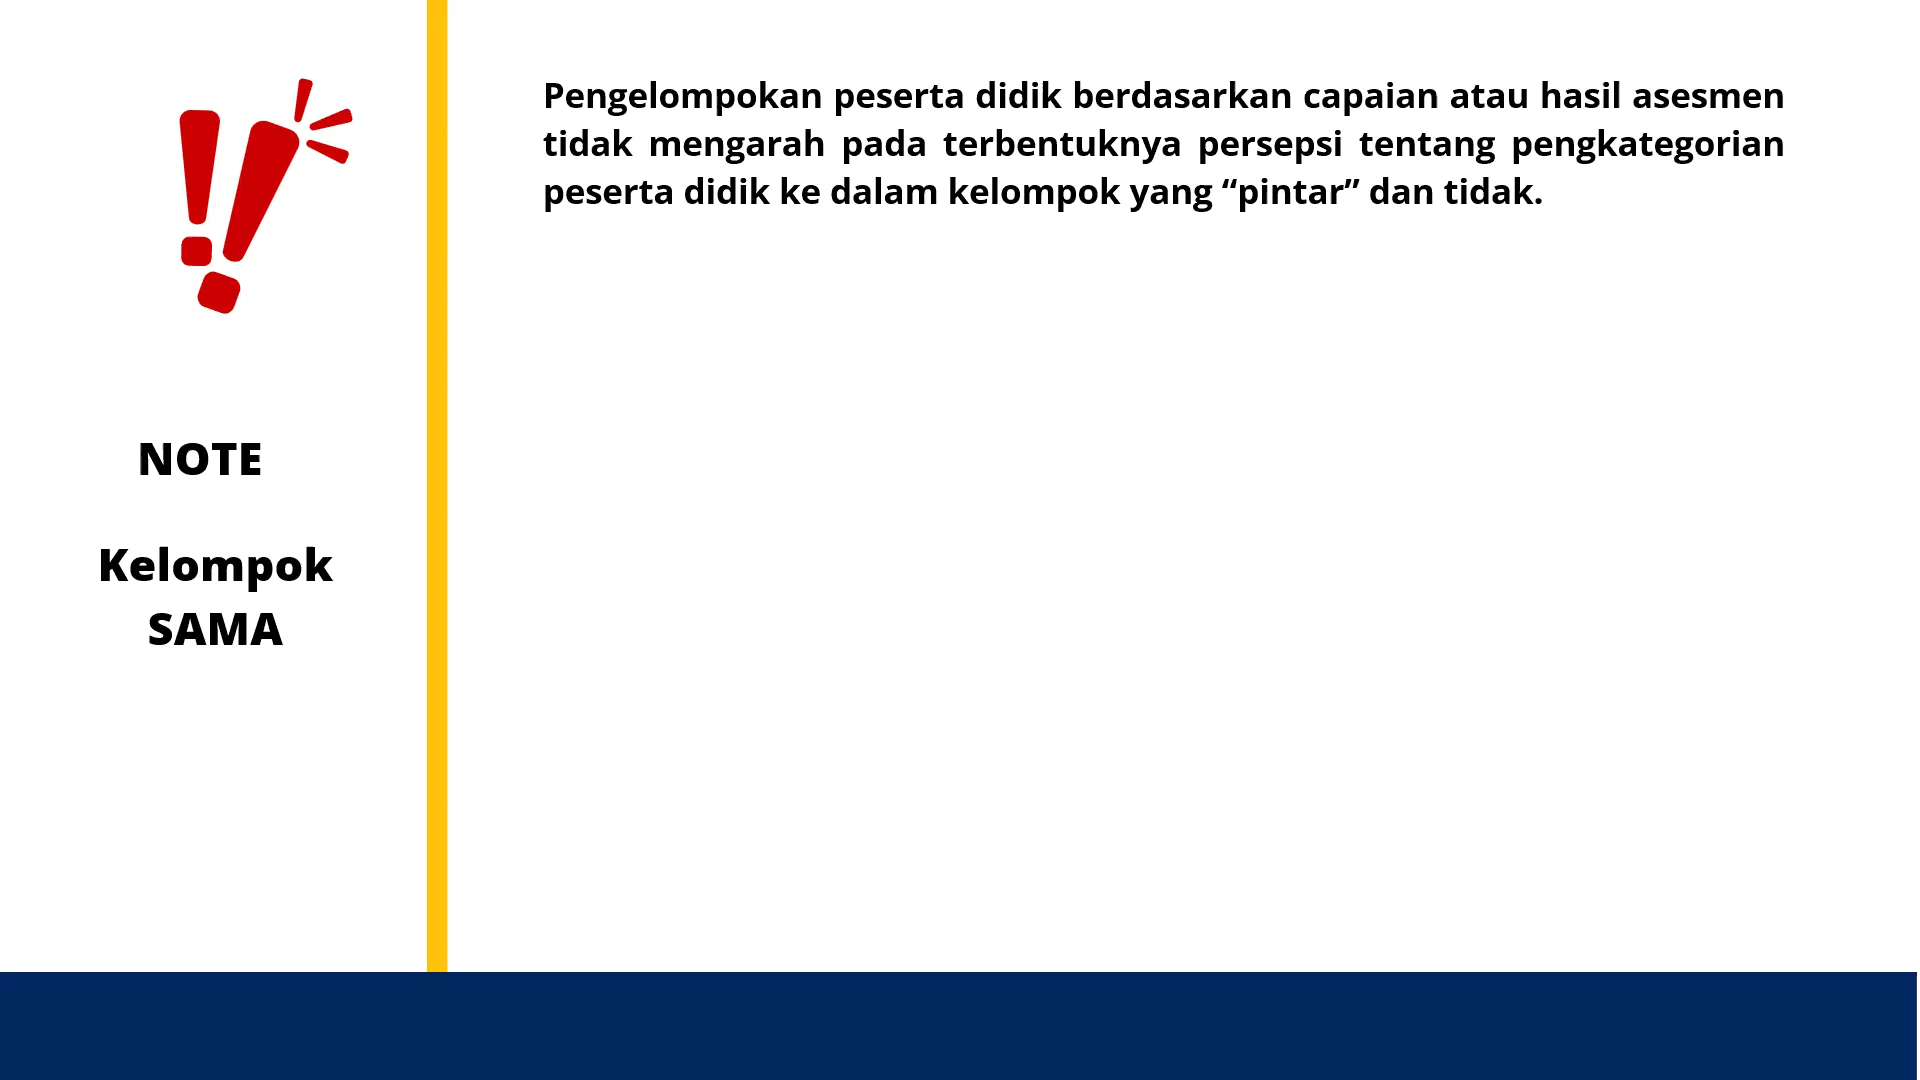 NOTE
Kelompok
SAMA
Pengelompokan peserta didik berdasarkan capaian atau hasil asesmen
tidak mengarah pada terbentuknya persepsi tentang pengkategorian
peserta didik ke dalam kelompok yang “pintar” dan tidak.